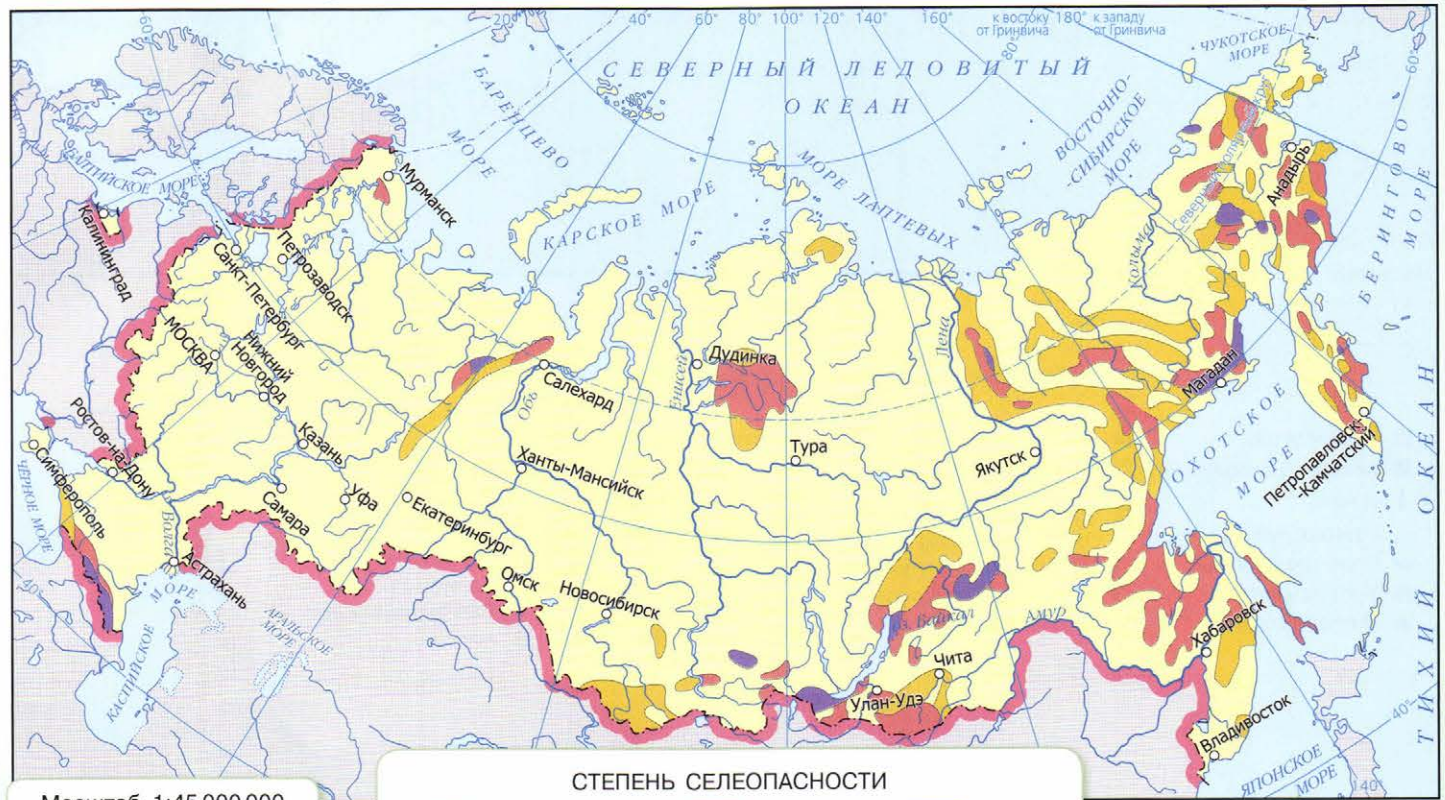 20°
40°
60°
80°
100°
120°
140°
160°
к востоку
от Гринвича
180°
к западу
от Гринвича
60°
80°
60°
ЧУКОТСКОЕ
МОРЕ
СЕВЕРНЫЙ ЛЕДОВИТЫЙ
ОКЕАН
БАРЕНЦЕВО
МОРЕ
ВОСТОЧНО-
-СИБИРСКОЕ
МОРЕ
МОРЕ
ЛАПТЕВЫХ
КАРСКОЕ МОРЕ
БАЛТИЙСКОЕ МОРЕ
БЕРИНГОВО
МОРЕ
Северный полярный круг
Анадырь
Мурманск
Калининград
Петрозаводск
Санкт-Петербург
МОСКВА
Нижний
Новгород
Колыма
Лена
Енисей
Дудинка
Салехард
Обь
Магадан
Ростов-на-Дону
Казань
Тура
Якутск
ОХОТСКОЕ
МОРЕ
Петропавловск-
-Камчатский
Симферополь
ЧЁРНОЕ МОРЕ
Ханты-Мансийск
Уфа
Самара
Екатеринбург
Волга
Астрахань
Омск
Новосибирск
оз. Байкал
Амур
Хабаровск
Чита
Улан-Удэ
Владивосток
40°
КАСПИЙСКОЕ
МОРЕ
АРАЛЬСКОЕ
МОРЕ
ТИХИЙ ОКЕАН
40°
ЯПОНСКОЕ
МОРЕ
140°
СТЕПЕНЬ СЕЛЕОПАСНОСТИ
Масштаб 1:45 000 000